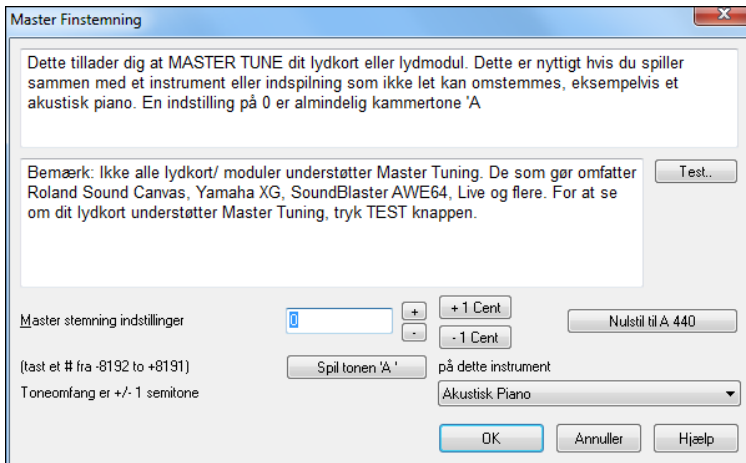 Master Finstemning
x
Dette tillader dig at MASTER TUNE dit lydkort eller lydmodul. Dette er nyttigt hvis du spiller
sammen med et instrument eller indspilning som ikke let kan omstemmes, eksempelvis et
akustisk piano. En indstilling på 0 er almindelig kammertone 'A
Bemærk: Ikke alle lydkort/ moduler understøtter Master Tuning. De som gør omfatter
Roland Sound Canvas, Yamaha XG, SoundBlaster AWE64, Live og flere. For at se
om dit lydkort understøtter Master Tuning, tryk TEST knappen.
Test..
Master stemning indstillinger
0
+
-
+ 1 Cent
- 1 Cent
Nulstil til A 440
(tast et # fra -8192 to +8191)
Spil tonen 'A '
på dette instrument
Toneomfang er +/- 1 semitone
Akustisk Piano
OK
Annuller
Hjælp